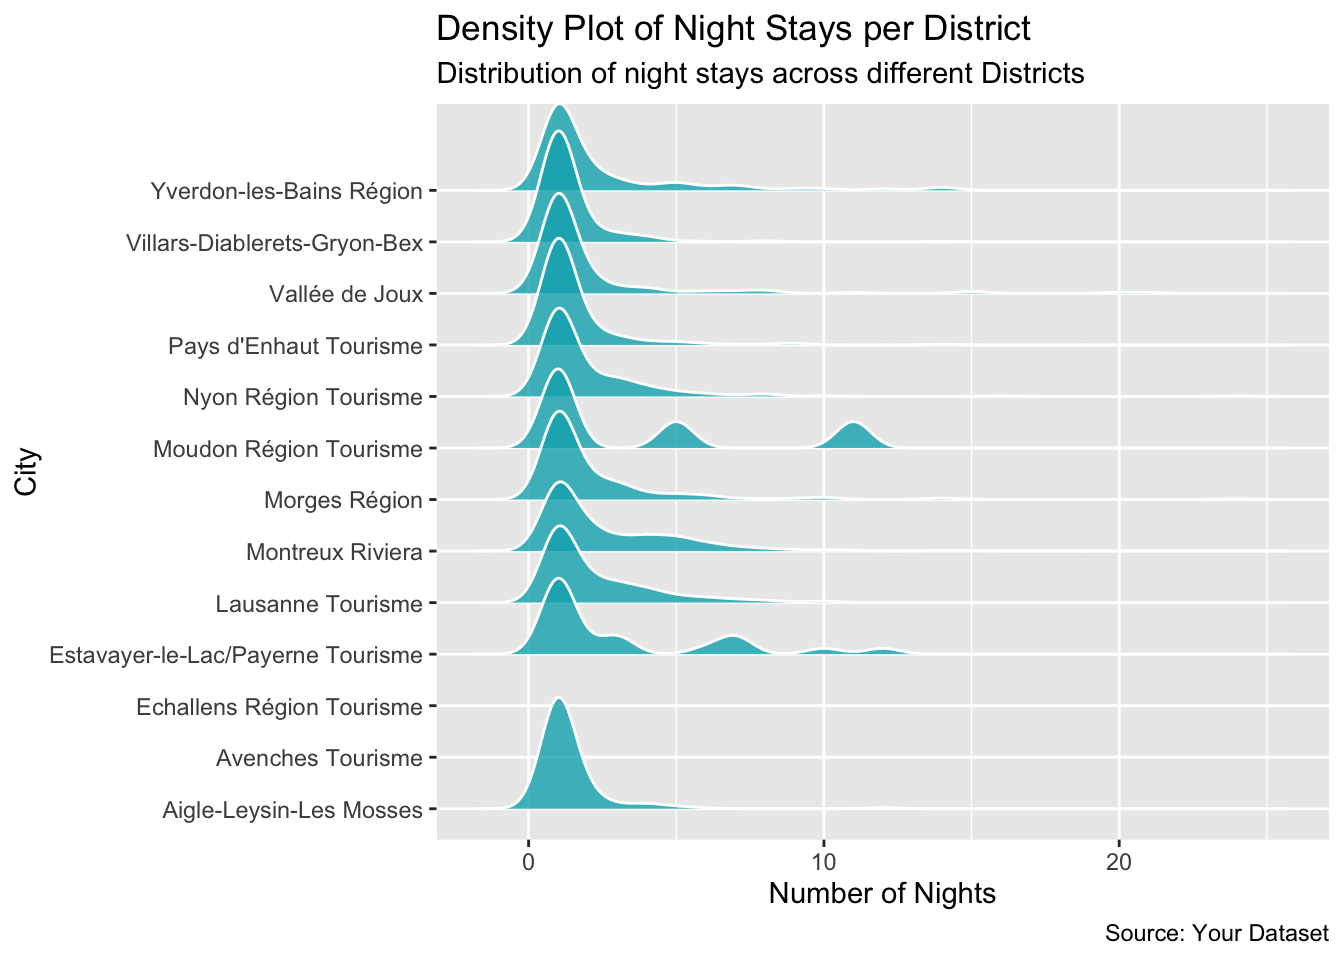 Density Plot of Night Stays per District
Distribution of night stays across different Districts
City
Yverdon-les-Bains Région
Villars-Diablerets-Gryon-Bex
Vallée de Joux
Pays d'Enhaut Tourisme
Nyon Région Tourisme
Moudon Région Tourisme
Morges Région
Montreux Riviera
Lausanne Tourisme
Estavayer-le-Lac/Payerne Tourisme
Echallens Région Tourisme
Avenches Tourisme
Aigle-Leysin-Les Mosses
0 10 20
Number of Nights
Source: Your Dataset